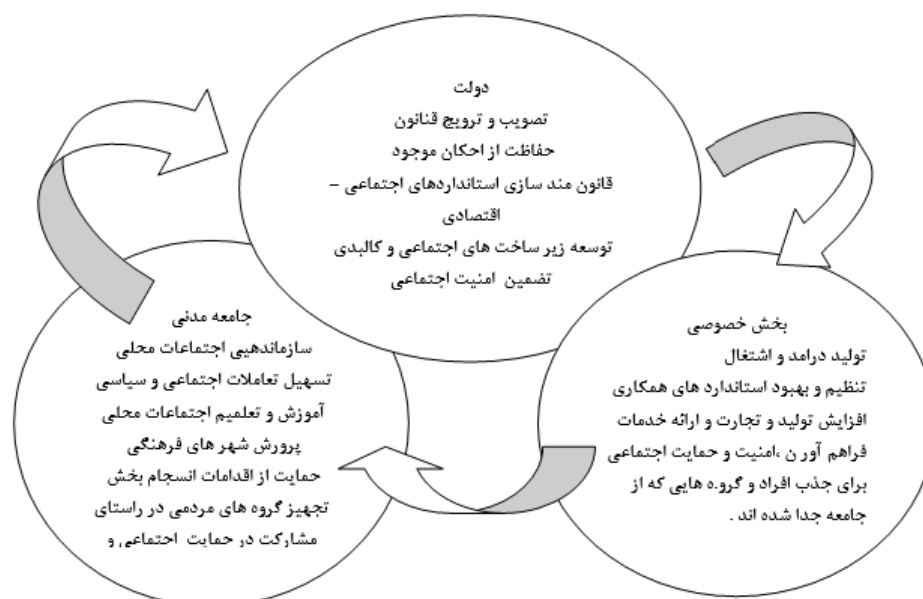 دولت
تصویب و ترویج قنانون
حفاظت از احکان موجود
قانون مند سازی استانداردهای اجتماعی –
اقتصادی
توسعه زیر ساخت های اجتماعی و کالبدی
تضمین امنیت اجتماعی
بخش خصوصی
تولید درامد و اشتغال
تنظیم و بهبود استاندارد های همکاری
افزایش تولید و تجارت و ارائه خدمات
فراهم آور ن ،امنیت و حمایت اجتماعی
برای جذب افراد و گروه هایی که از
جامعه جدا شده اند .
جامعه مدنی
سازماندهیی اجتماعات محلی
تسهیل تعاملات اجتماعی و سیاسی
آموزش و تعلمیم اجتماعات محلی
پرورش شهر های فرهنگی
حمایت از اقدامات انسجام بخش
تجهیز گروه های مردمی در راستای
مشارکت در حمایت اجتماعی و